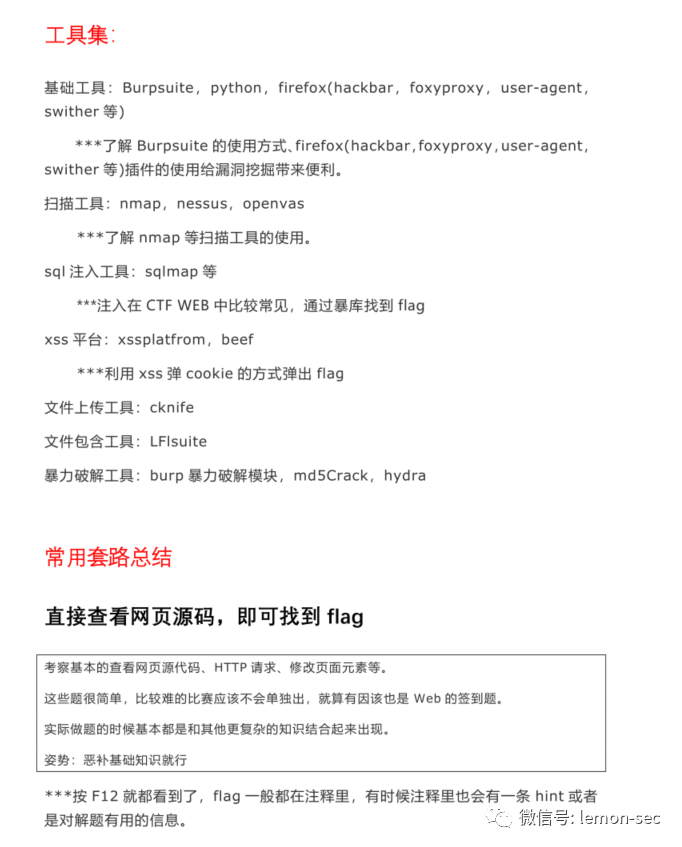 工具集：
基础工具：Burpsuite，python，firefox(hackbar，foxyproxy，user-agent，
swither 等)
***了解 Burpsuite 的使用方式、firefox(hackbar,foxyproxy,user-agent,
swither 等)插件的使用给漏洞挖掘带来便利。
扫描工具：nmap，nessus，openvas
***了解 nmap 等扫描工具的使用。
sql 注入工具：sqlmap 等
***注入在 CTF WEB 中比较常见，通过暴库找到 flag
xss 平台：xssplatfrom，beef
***利用 xss 弹 cookie 的方式弹出 flag
文件上传工具：cknife
文件包含工具：LFIsuite
暴力破解工具：burp 暴力破解模块，md5Crack，hydra
常用套路总结
直接查看网页源码，即可找到 flag
考察基本的查看网页源代码、HTTP 请求、修改页面元素等。
这些题很简单，比较难的比赛应该不会单独出，就算有因该也是 Web 的签到题。
实际做题的时候基本都是和其他更复杂的知识结合起来出现。
姿势：恶补基础知识就行
***按 F12 就都看到了，flag 一般都在注释里，有时候注释里也会有一条 hint 或者
是对解题有用的信息。
微信号: lemon-sec